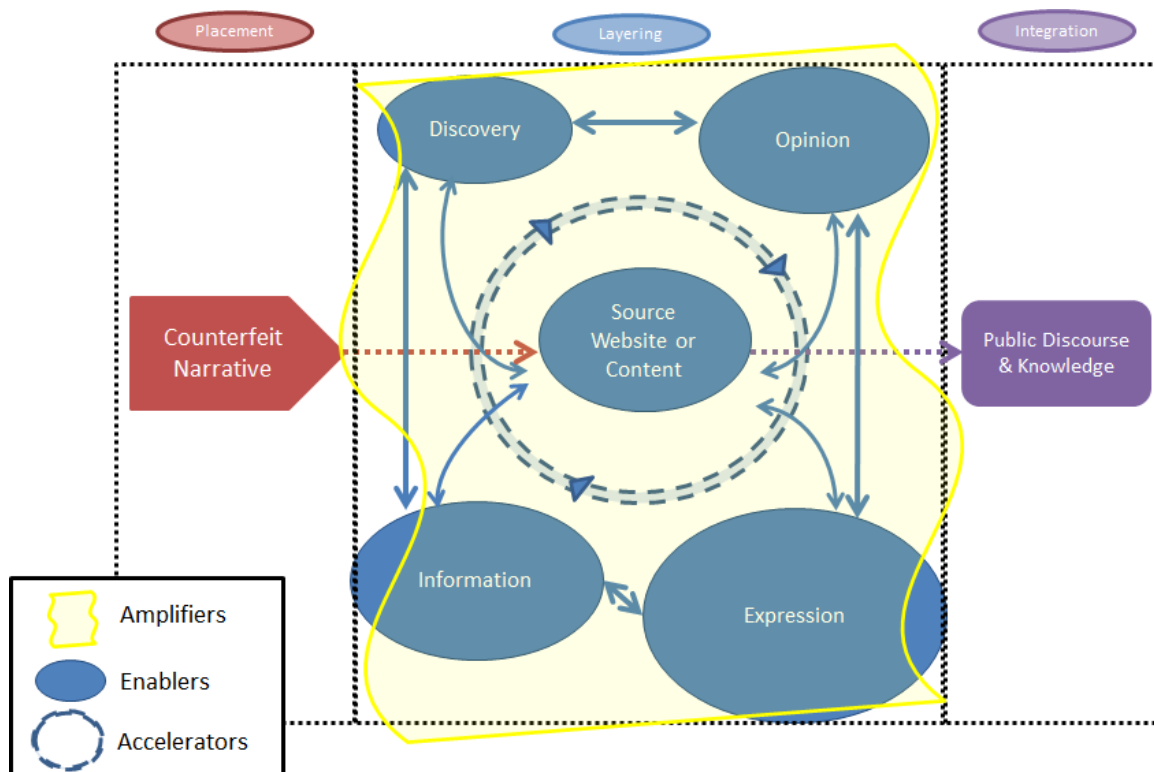 Placement
Layering
Integration
Discovery
Opinion
Counterfeit
Narrative
Source
Website or
Content
Public Discourse
& Knowledge
Information
Expression
Amplifiers
Enablers
Accelerators